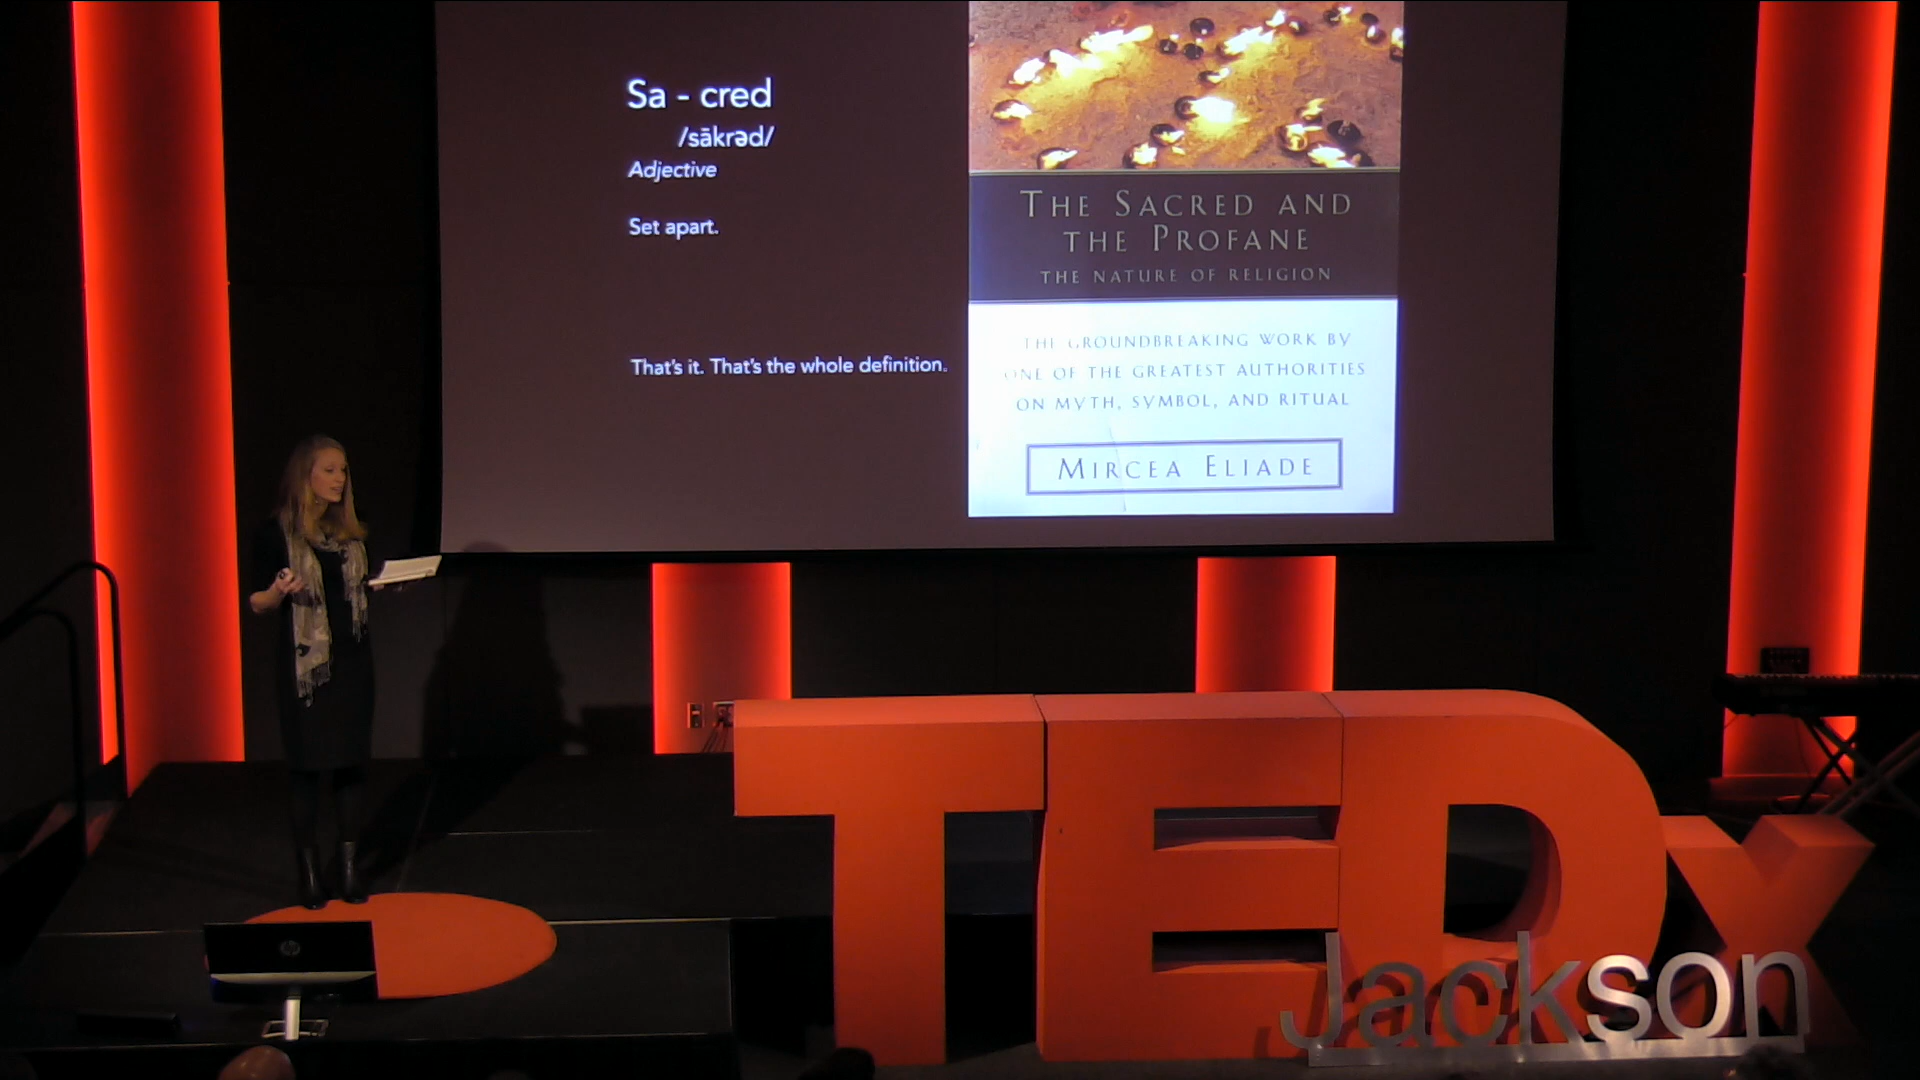 Sa - cred
/sākrəd/
Adjective
Set apart.
That's it. That's the whole definition.
THE SACRED AND
THE PROFANE
THE NATURE OF RELIGION
THE GROUNDBREAKING WORK BY
ONE OF THE GREATEST AUTHORITIES
ON MYTH, SYMBOL, AND RITUAL
MIRCEA ELIADE
TEDx
Jackson
hp